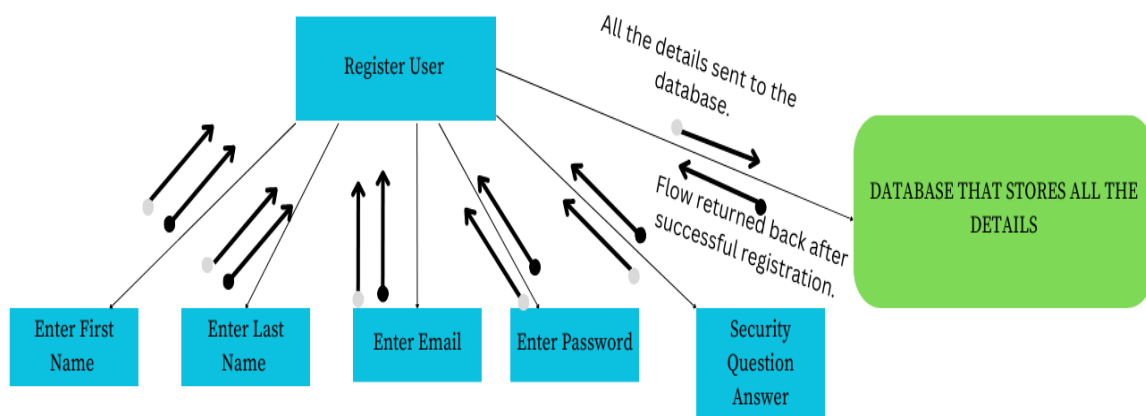 Register User
All the details sent to the
database.
Flow returned back after
successful registration.
DATABASE THAT STORES ALL THE
DETAILS
Enter First
Name
Enter Last
Name
Enter Email
Enter Password
Security
Question
Answer